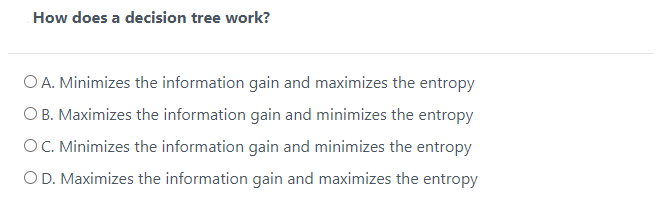 How does a decision tree work?
A. Minimizes the information gain and maximizes the entropy
B. Maximizes the information gain and minimizes the entropy
C. Minimizes the information gain and minimizes the entropy
D. Maximizes the information gain and maximizes the entropy